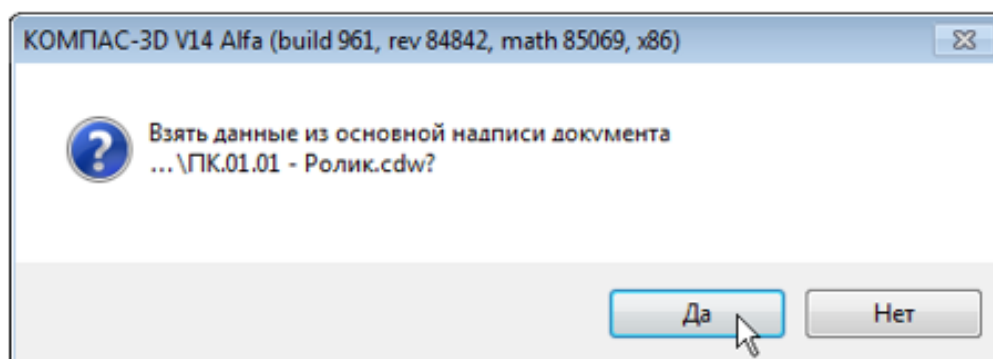 КОМПАС-3D V14 Alfa (build 961, rev 84842, math 85069, x86)
Взять данные из основной надписи документа
...\ПК.01.01 - Ролик.cdw?
Да
Нет